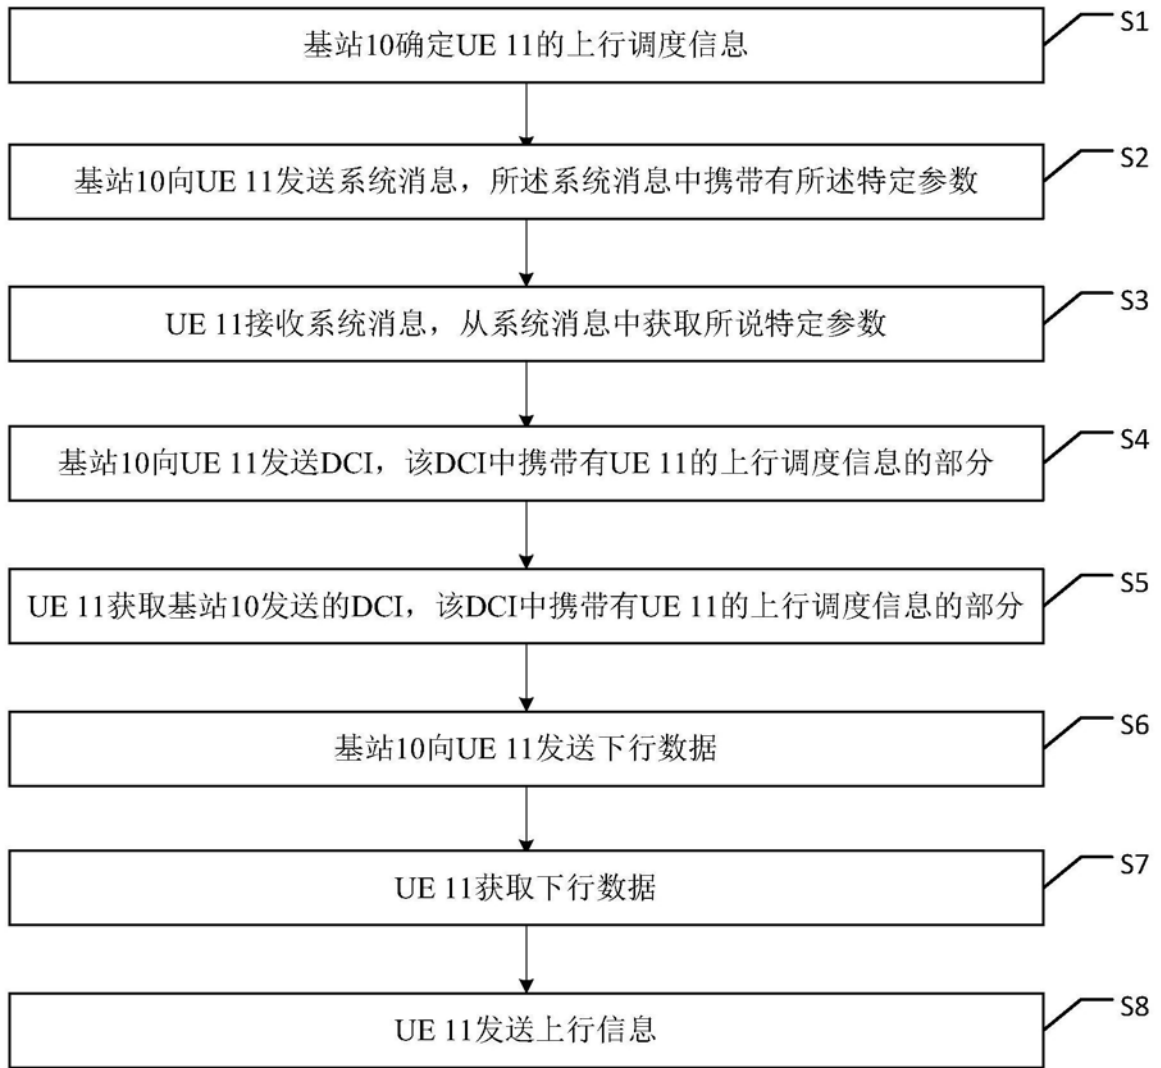 基站10确定UE 11的上行调度信息
S1
基站10向UE 11发送系统消息，所述系统消息中携带有所述特定参数
S2
UE 11接收系统消息，从系统消息中获取所说特定参数
S3
基站10向UE 11发送DCI，该DCI中携带有UE 11的上行调度信息的部分
S4
UE 11获取基站10发送的DCI，该DCI中携带有UE 11的上行调度信息的部分
S5
基站10向UE 11发送下行数据
S6
UE 11获取下行数据
S7
UE 11发送上行信息
S8